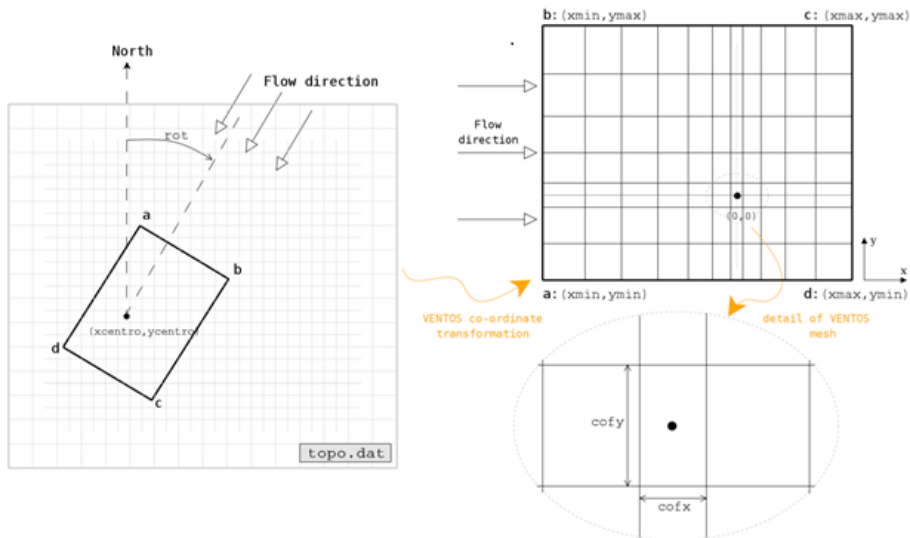 North
Flow direction
rot
a
b
(xcentro,ycentro)
d
c
topo.dat
b: (xmin,ymax)
c: (xmax,ymax)
Flow
direction
(0,0)
y
x
a: (xmin,ymin)
d: (xmax,ymin)
VENTOS co-ordinate
transformation
detail of VENTOS
mesh
cofy
cofx